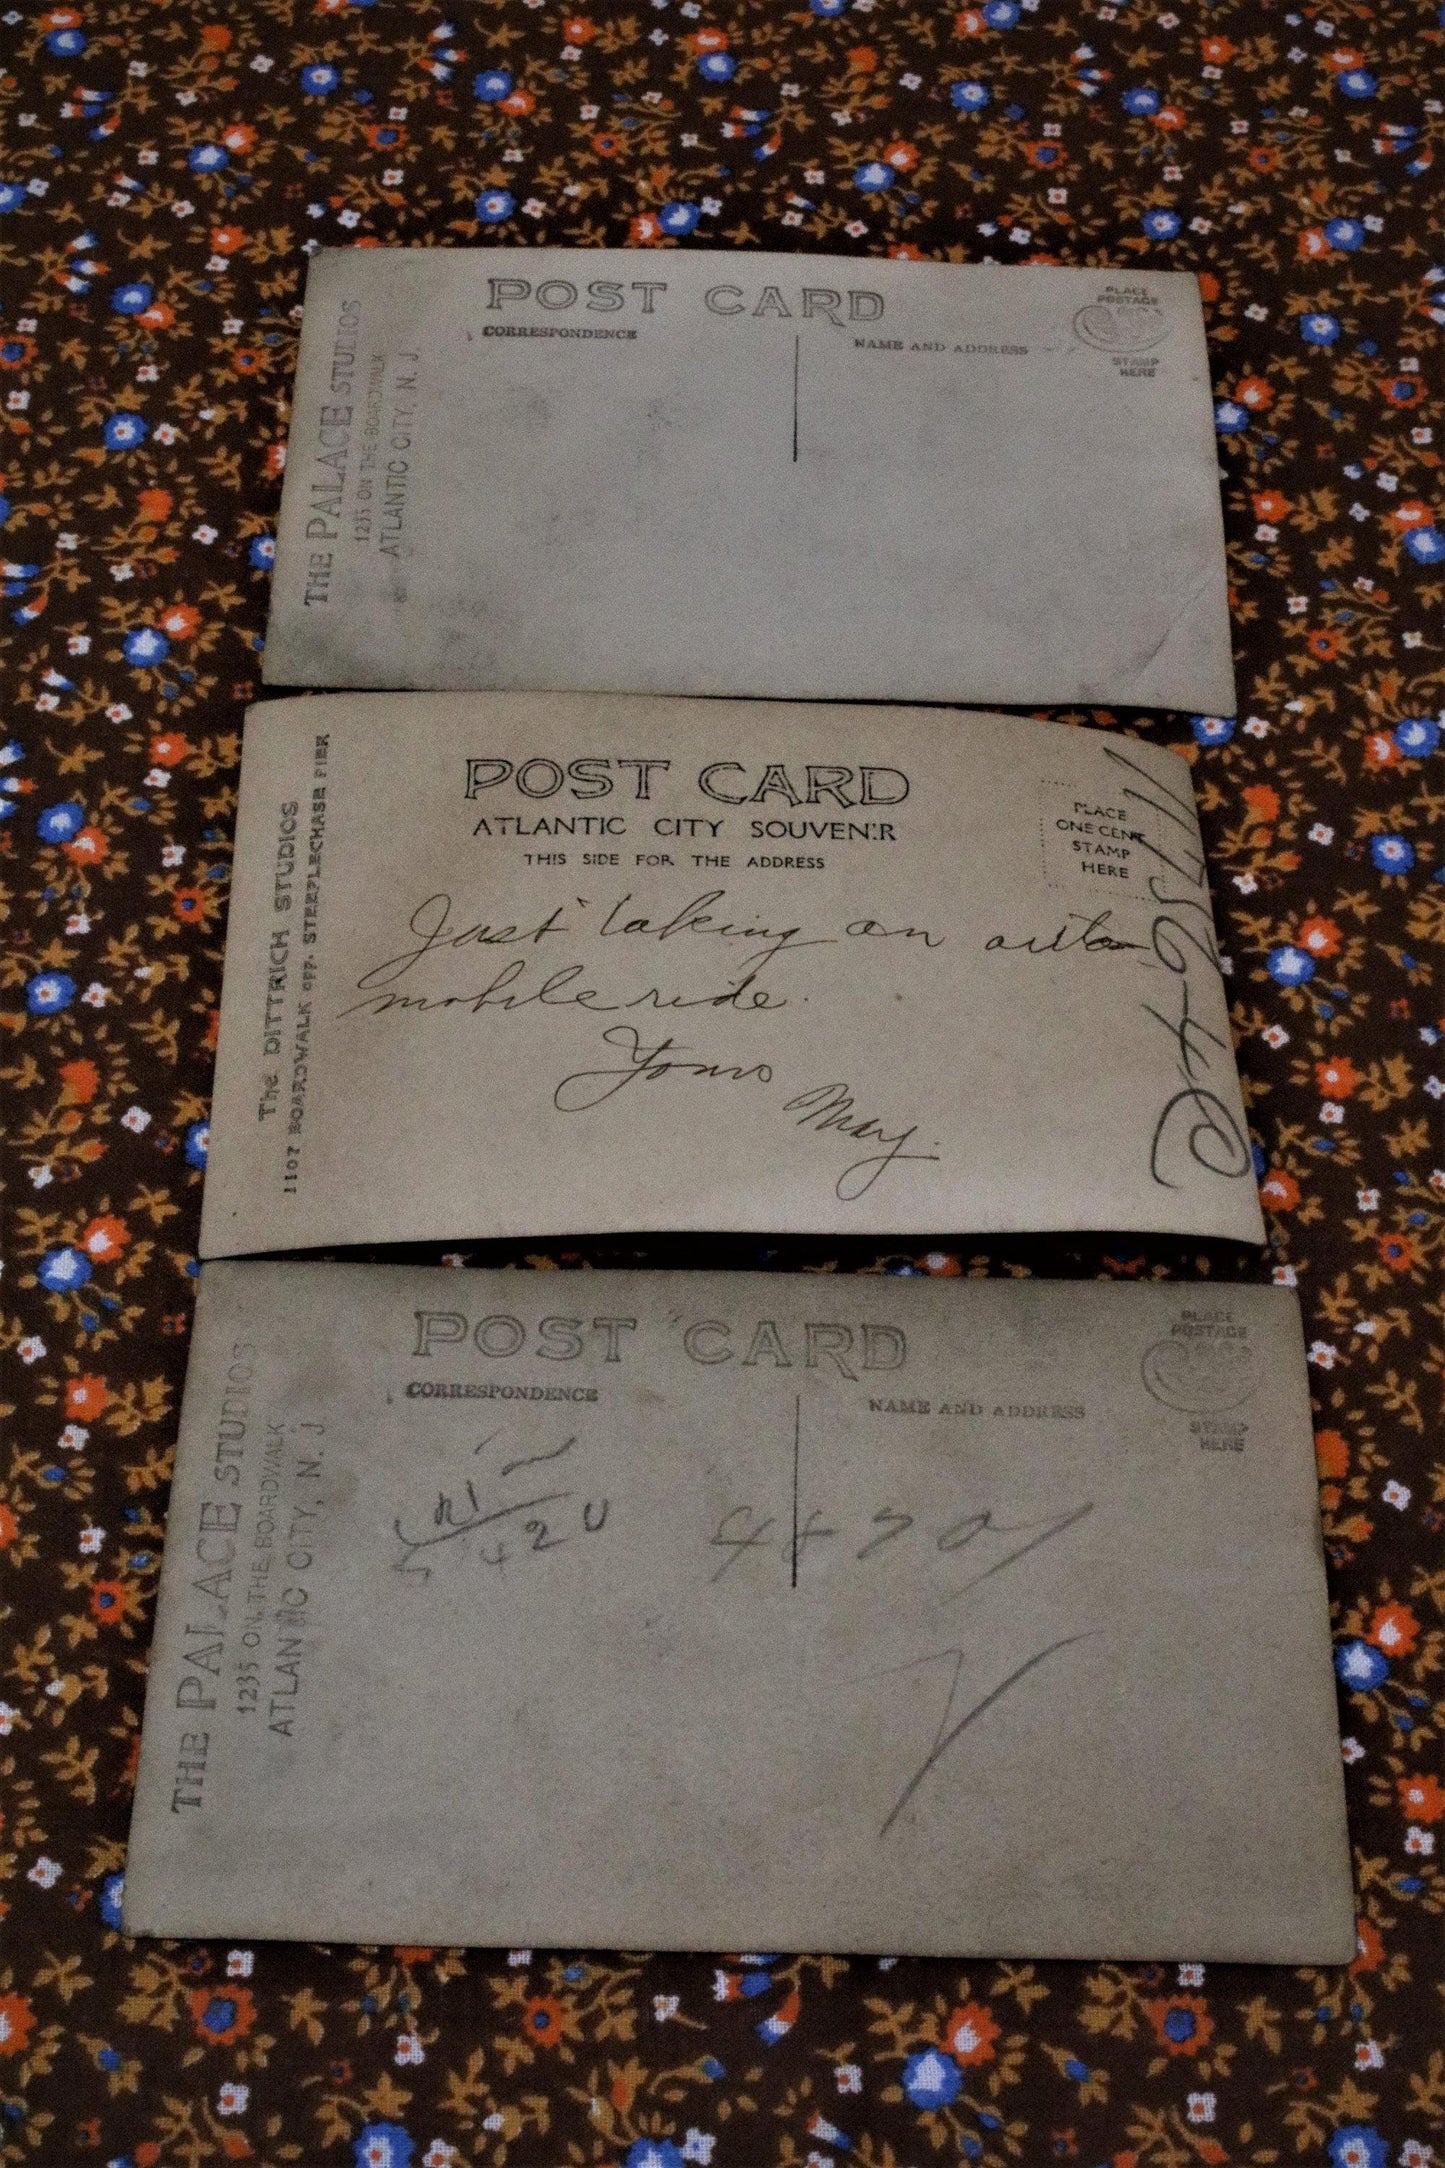 POST CARD
CORRESPONDENCE
NAME AND ADDRESS
PLACE
POSTAGE
STAMP
HERE
THE PALACE STUDIOS
1235 ON THE BOARDWALK
ATLANTIC CITY, N. J.
POST CARD
ATLANTIC CITY SOUVENIR
THIS SIDE FOR THE ADDRESS
PLACE
ONE CENT
STAMP
HERE
The DITTRICH STUDIOS
1107 BOARDWALK opp. STEEPLECHASE PIER
Just taking an auto
mobile ride.
Yours
May.
POST CARD
CORRESPONDENCE
NAME AND ADDRESS
PLACE
POSTAGE
STAMP
HERE
THE PALACE STUDIOS
1235 ON THE BOARDWALK
ATLANTIC CITY, N. J.